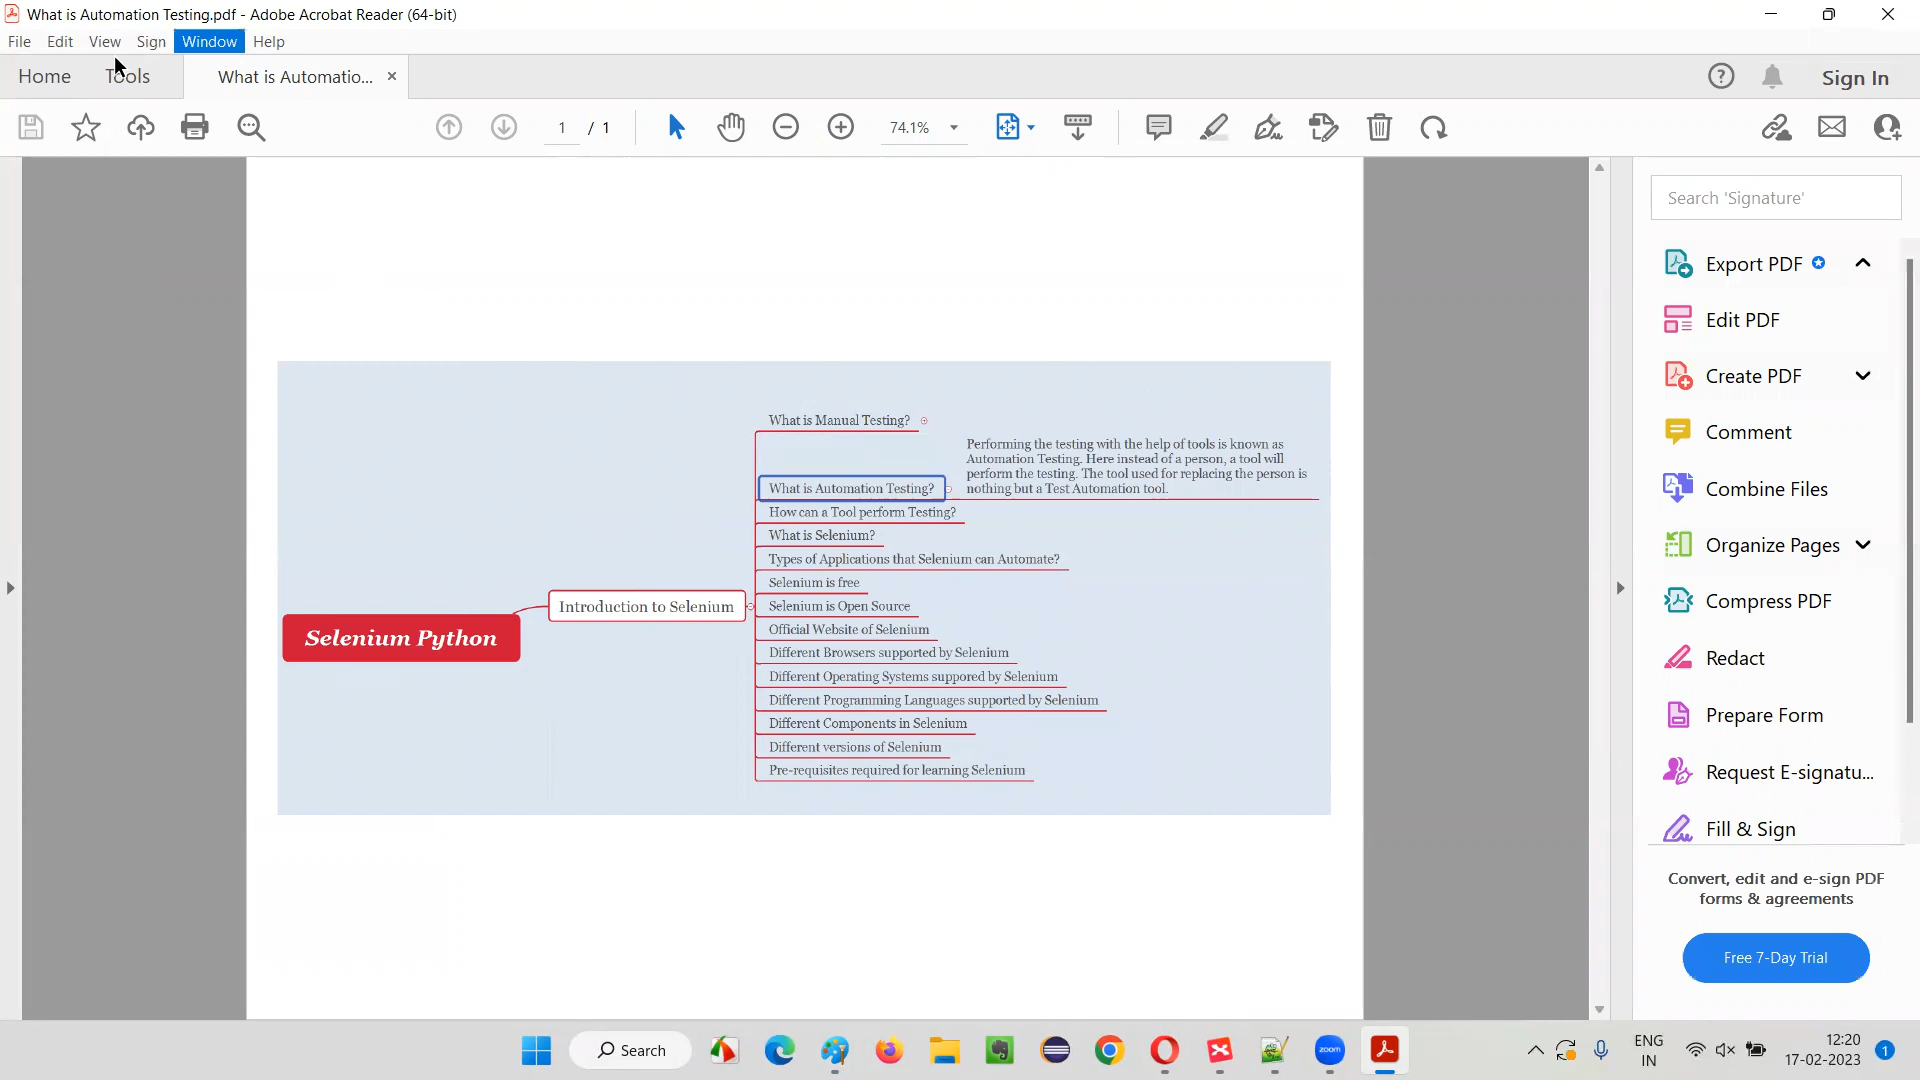 What is Automation Testing.pdf - Adobe Acrobat Reader (64-bit)
File Edit View Sign Window Help
Home Tools What is Automatio... × Sign In
1 / 1 74.1%
Search 'Signature'
Export PDF
Edit PDF
Create PDF
Comment
Combine Files
Organize Pages
Compress PDF
Redact
Prepare Form
Request E-signatu...
Fill & Sign
Convert, edit and e-sign PDF
forms & agreements
Free 7-Day Trial
What is Manual Testing?
Performing the testing with the help of tools is known as
Automation Testing. Here instead of a person, a tool will
perform the testing. The tool used for replacing the person is
nothing but a Test Automation tool.
What is Automation Testing?
How can a Tool perform Testing?
What is Selenium?
Types of Applications that Selenium can Automate?
Selenium is free
Selenium is Open Source
Official Website of Selenium
Different Browsers supported by Selenium
Different Operating Systems suppored by Selenium
Different Programming Languages supported by Selenium
Different Components in Selenium
Different versions of Selenium
Pre-requisites required for learning Selenium
Introduction to Selenium
Selenium Python
Search
zoom
ENG
IN
12:20
17-02-2023
1